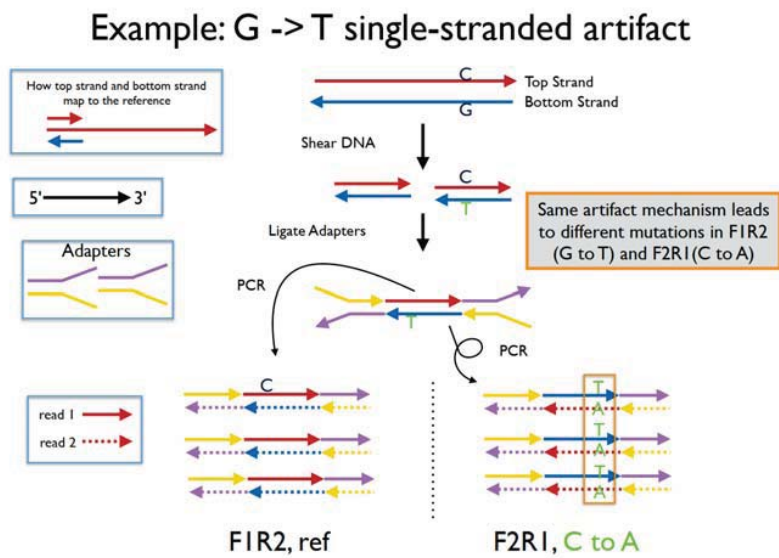 Example: G -> T single-stranded artifact
How top strand and bottom strand
map to the reference
C
Top Strand
G
Bottom Strand
Shear DNA
5'
3'
C
T
Same artifact mechanism leads
to different mutations in F1R2
(G to T) and F2R1(C to A)
Ligate Adapters
Adapters
PCR
T
PCR
C
T
A
read 1
read 2
T
A
T
A
F1R2, ref
F2R1, C to A